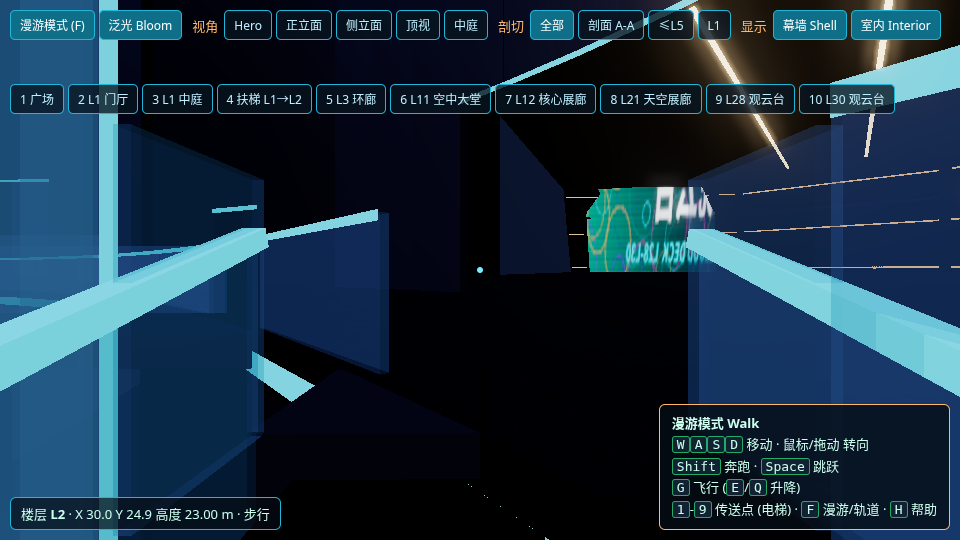 漫游模式 (F) 泛光 Bloom 视角 Hero 正立面 侧立面 顶视 中庭 剖切 全部 剖面 A-A ≤L5 L1 显示 幕墙 Shell 室内 Interior
1 广场 2 L1 门厅 3 L1 中庭 4 扶梯 L1→L2 5 L3 环廊 6 L11 空中大堂 7 L12 核心展廊 8 L21 天空展廊 9 L28 观云台 10 L30 观云台
漫游模式 Walk
W A S D 移动 · 鼠标/拖动 转向
Shift 奔跑 · Space 跳跃
G 飞行 (E/Q 升降)
1-9 传送点 (电梯) · F 漫游/轨道 · H 帮助
楼层 L2 · X 30.0 Y 24.9 高度 23.00 m · 步行